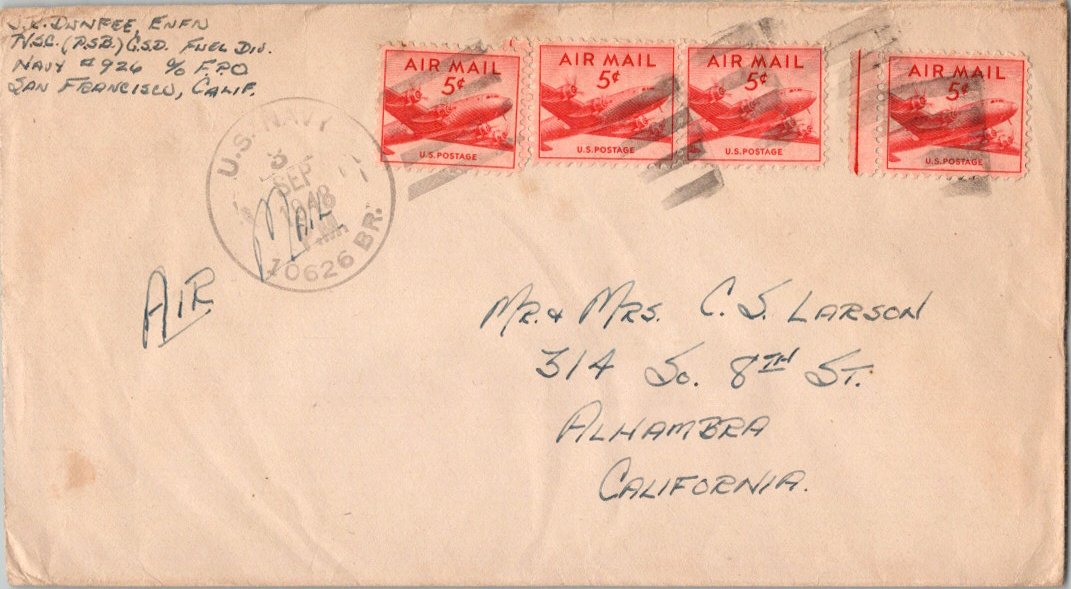 J.L. DUNFEE, ENFN
N.S.C. (P.S.B.) G.S.D. FUEL DIV.
NAVY #926 % F.P.O
SAN FRANCISCO, CALIF.
AIR MAIL
5¢
U.S. POSTAGE
AIR MAIL
5¢
U.S. POSTAGE
AIR MAIL
5¢
U.S. POSTAGE
AIR MAIL
5¢
U.S. POSTAGE
U.S. NAVY
SEP
1948
10626 BR.
AIR MAIL
MR. & MRS. C. S. LARSON
314 SO. 8TH ST.
ALHAMBRA
CALIFORNIA.